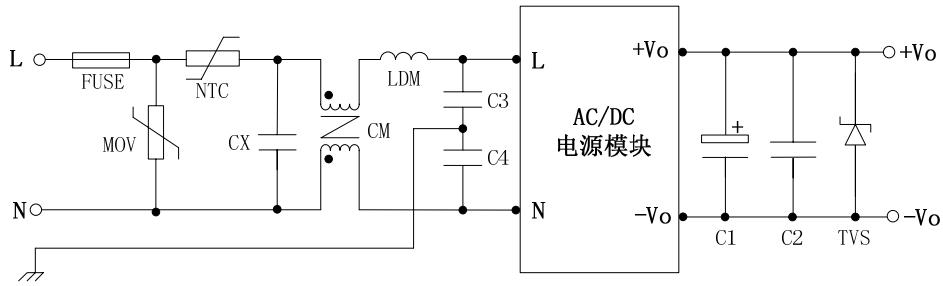 L
FUSE
NTC
MOV
CX
CM
LDM
C3
C4
N
L
N
AC/DC
电源模块
+Vo
-Vo
C1
+
C2
TVS
+Vo
-Vo